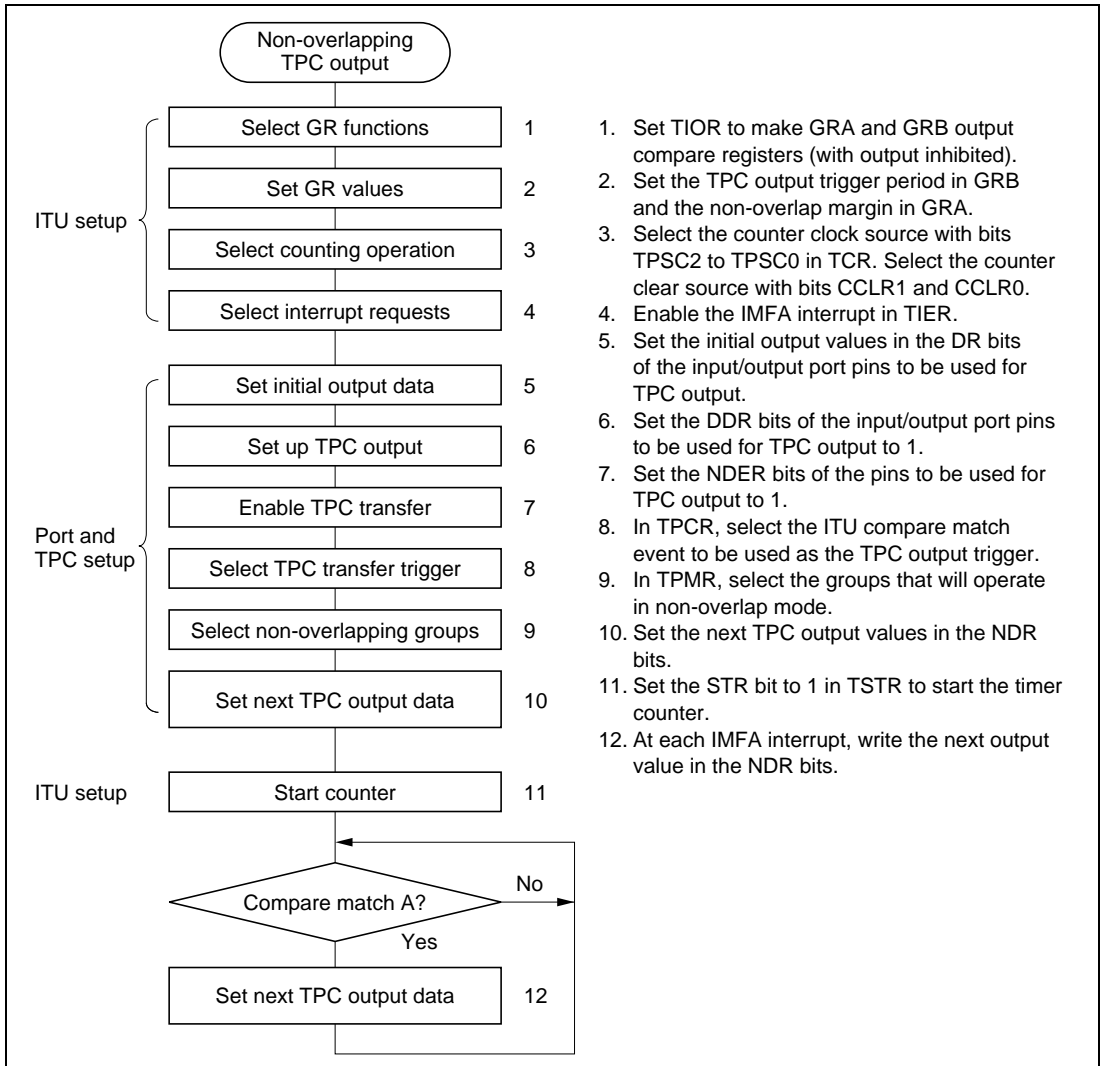 Non-overlapping
TPC output
ITU setup
Select GR functions 1
Set GR values 2
Select counting operation 3
Select interrupt requests 4
Port and
TPC setup
Set initial output data 5
Set up TPC output 6
Enable TPC transfer 7
Select TPC transfer trigger 8
Select non-overlapping groups 9
Set next TPC output data 10
ITU setup
Start counter 11
Compare match A?
No
Yes
Set next TPC output data 12
1. Set TIOR to make GRA and GRB output
compare registers (with output inhibited).
2. Set the TPC output trigger period in GRB
and the non-overlap margin in GRA.
3. Select the counter clock source with bits
TPSC2 to TPSC0 in TCR. Select the counter
clear source with bits CCLR1 and CCLR0.
4. Enable the IMFA interrupt in TIER.
5. Set the initial output values in the DR bits
of the input/output port pins to be used for
TPC output.
6. Set the DDR bits of the input/output port pins
to be used for TPC output to 1.
7. Set the NDER bits of the pins to be used for
TPC output to 1.
8. In TPCR, select the ITU compare match
event to be used as the TPC output trigger.
9. In TPMR, select the groups that will operate
in non-overlap mode.
10. Set the next TPC output values in the NDR
bits.
11. Set the STR bit to 1 in TSTR to start the timer
counter.
12. At each IMFA interrupt, write the next output
value in the NDR bits.